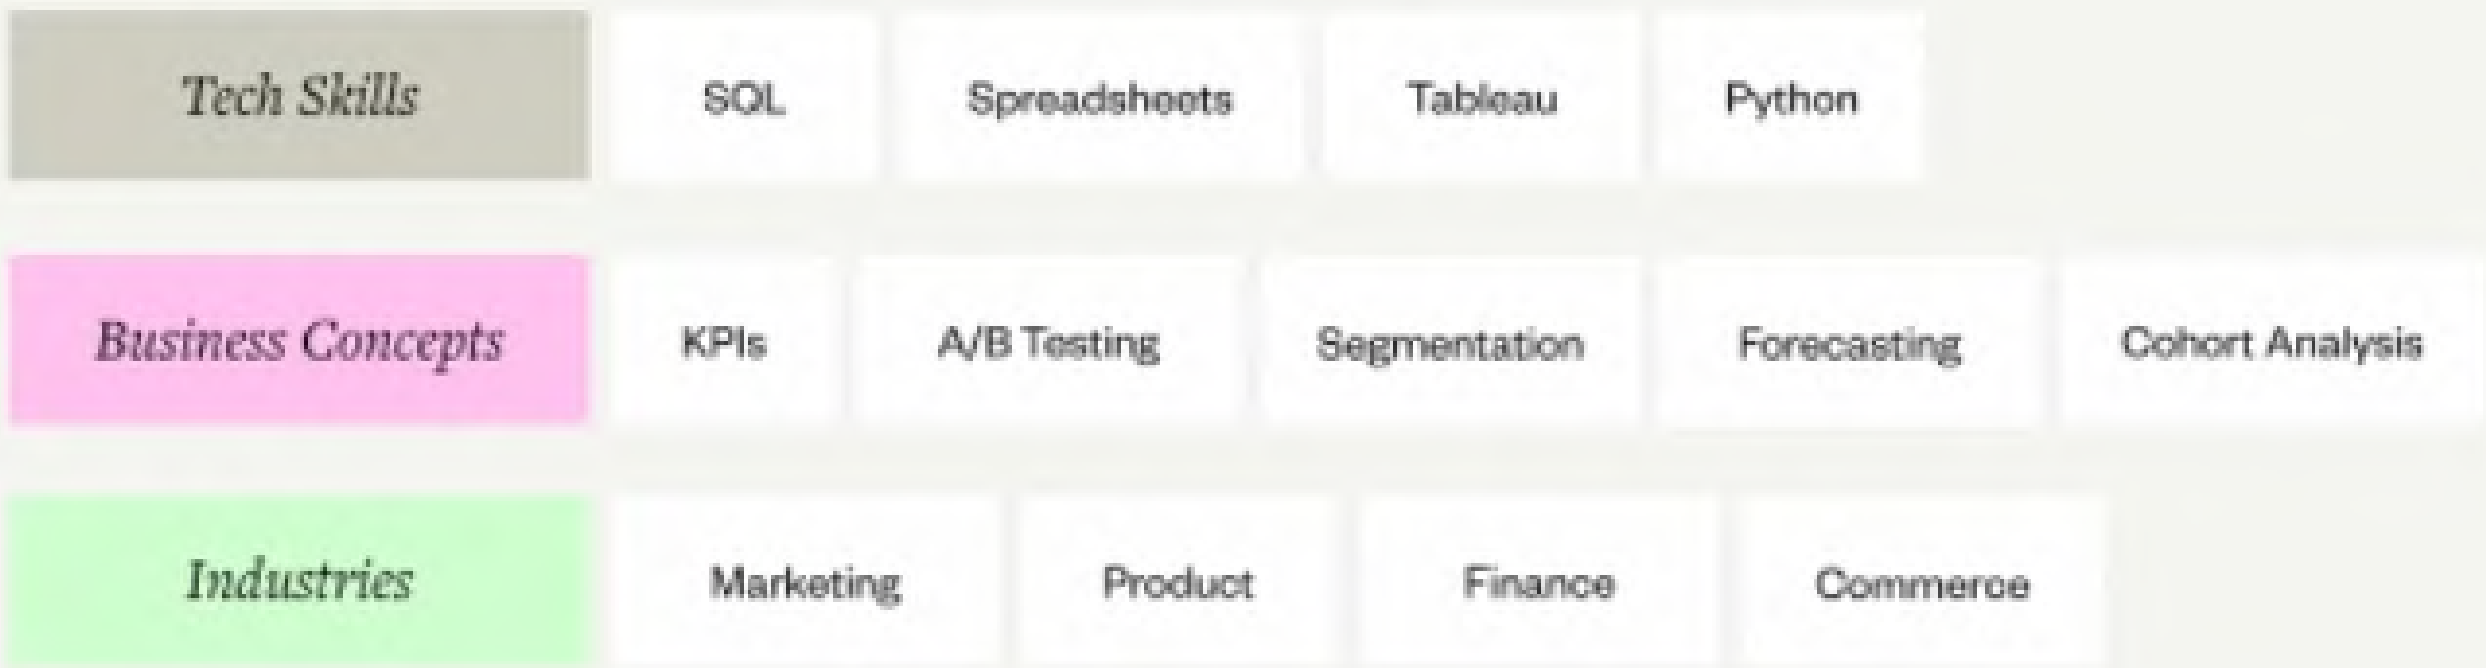 Tech Skills SQL Spreadsheets Tableau Python
Business Concepts KPIs A/B Testing Segmentation Forecasting Cohort Analysis
Industries Marketing Product Finance Commerce